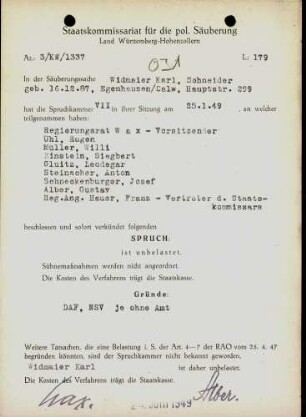 Staatskommissariat für die pol. Säuberung
Land Württemberg-Hohenzollern
Az.: 3/KW/1337
L: 179
In der Säuberungssache Widmaier Karl, Schneider
geb. 16.12.87, Egenhausen/Calw, Hauptstr. 259
hat die Spruchkammer VII in ihrer Sitzung am 25.1.49, an welcher
teilgenommen haben:
Regierungsrat W a x - Vorsitzender
Uhl, Eugen
Müller, Willi
Einstein, Siegbert
Gluitz, Leodegar
Steinacher, Anton
Schneckenburger, Josef
Alber, Gustav
Reg.Ang. Hauer, Franz - Vertreter d. Staats-
kommissars
beschlossen und sofort verkündet folgenden
SPRUCH:
ist unbelastet.
Sühnemaßnahmen werden nicht angeordnet.
Die Kosten des Verfahrens trägt die Staatskasse.
Gründe:
DAF, NSV je ohne Amt
Weitere Tatsachen, die eine Belastung i. S. der Art. 4—7 der RAO vom 25. 4. 47
begründen könnten, sind der Spruchkammer nicht bekannt geworden.
Widmaier Karl ist daher unbelastet.
Die Kosten des Verfahrens trägt die Staatskasse.
Wax. Alber.